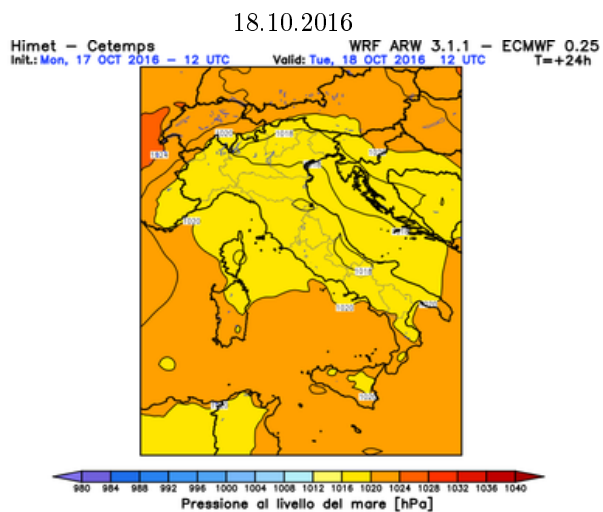 18.10.2016
Himet – Cetemps WRF ARW 3.1.1 – ECMWF 0.25
Init.: Mon, 17 OCT 2016 – 12 UTC Valid: Tue, 18 OCT 2016 12 UTC T=+24h
1020 1018
1024
1020
1018
1020
1020
980 984 988 992 996 1000 1004 1008 1012 1016 1020 1024 1028 1032 1036 1040
Pressione al livello del mare [hPa]